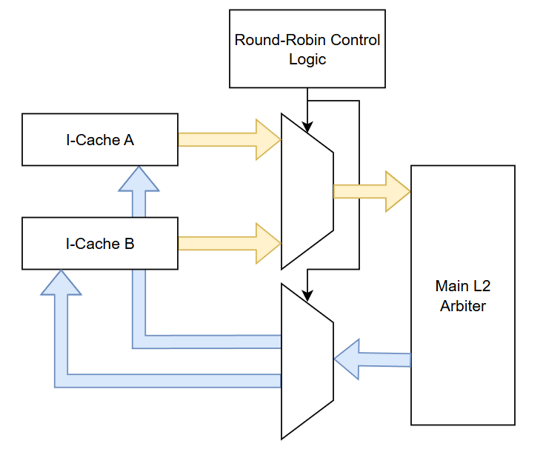 Round-Robin Control
Logic
I-Cache A
I-Cache B
Main L2
Arbiter